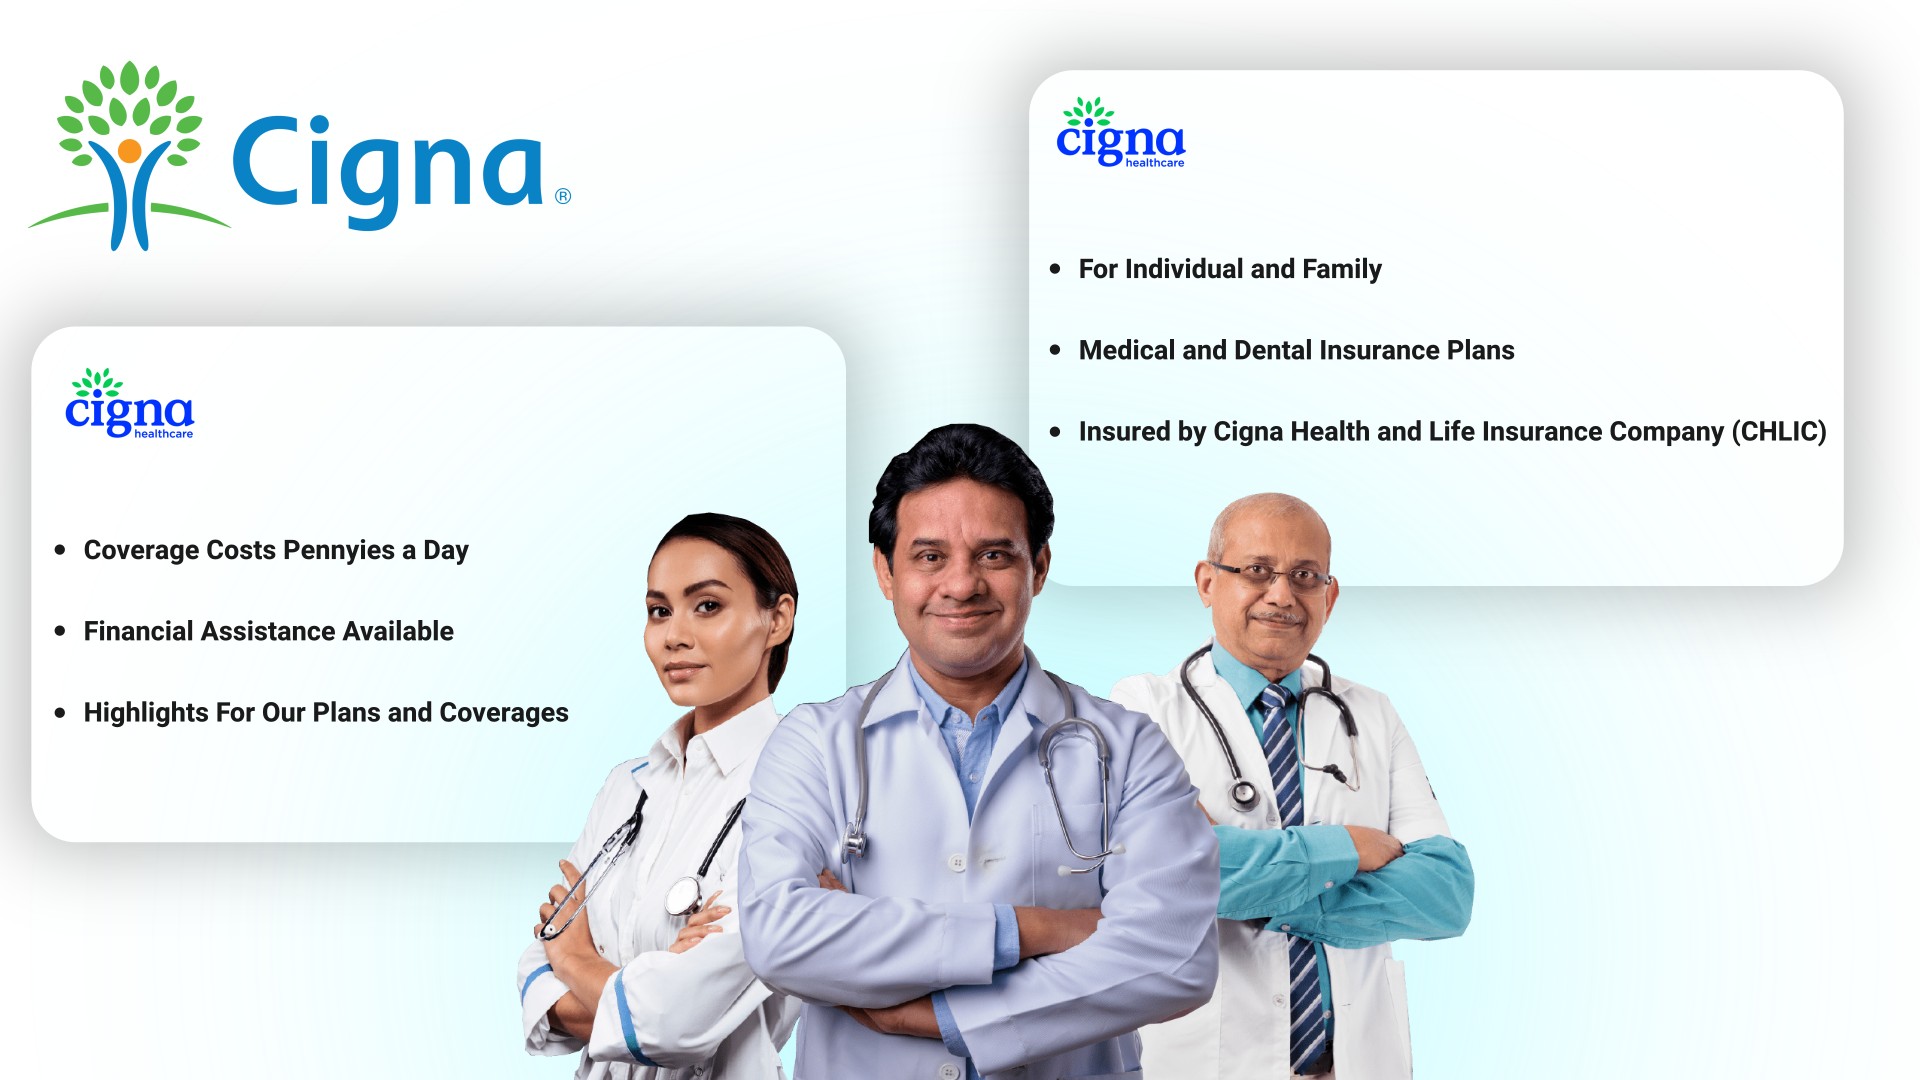 Cigna®
cigna
healthcare
Coverage Costs Pennyies a Day
Financial Assistance Available
Highlights For Our Plans and Coverages
cigna
healthcare
For Individual and Family
Medical and Dental Insurance Plans
Insured by Cigna Health and Life Insurance Company (CHLIC)